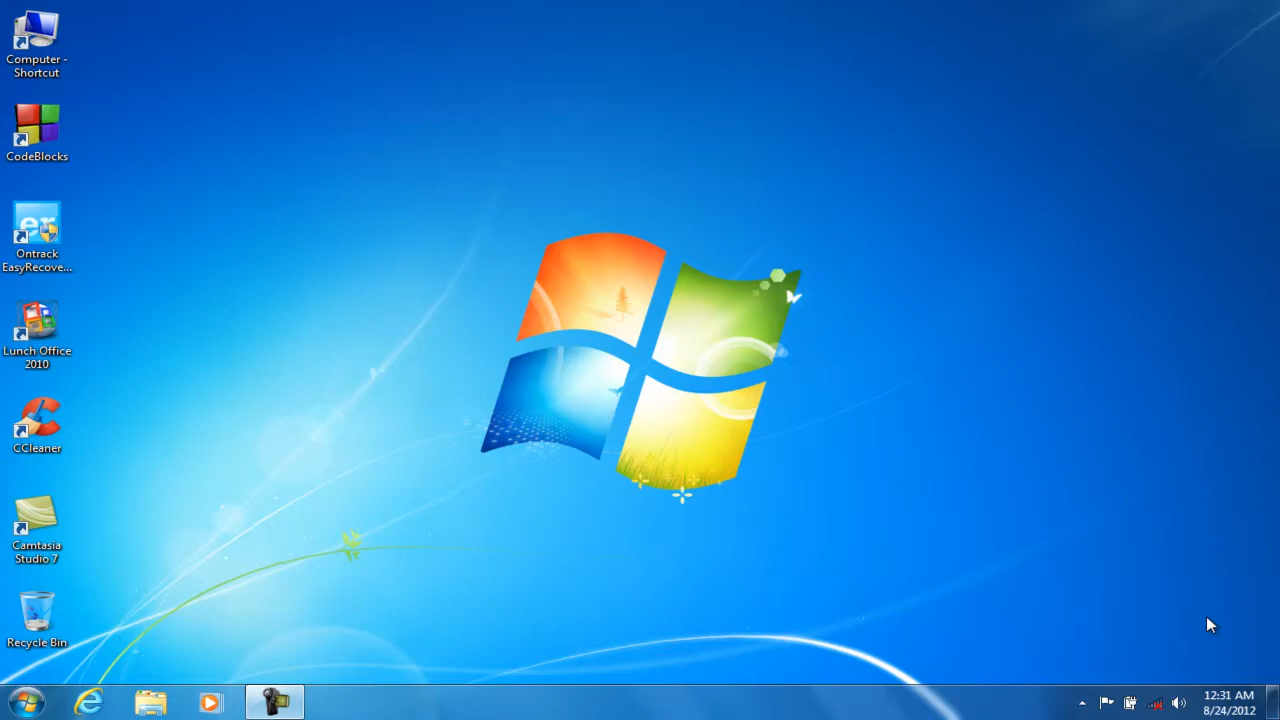 Computer -
Shortcut
CodeBlocks
er
Ontrack
EasyRecove...
Lunch Office
2010
CCleaner
Camtasia
Studio 7
Recycle Bin
12:31 AM
8/24/2012